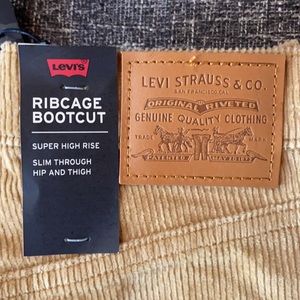 Levi's
RIBCAGE
BOOTCUT
SUPER HIGH RISE
SLIM THROUGH
HIP AND THIGH
LEVI STRAUSS & CO.
SAN FRANCISCO, CAL.
ORIGINAL RIVETED
GENUINE QUALITY CLOTHING
TRADE MARK
PATENTED MAY 20 1873